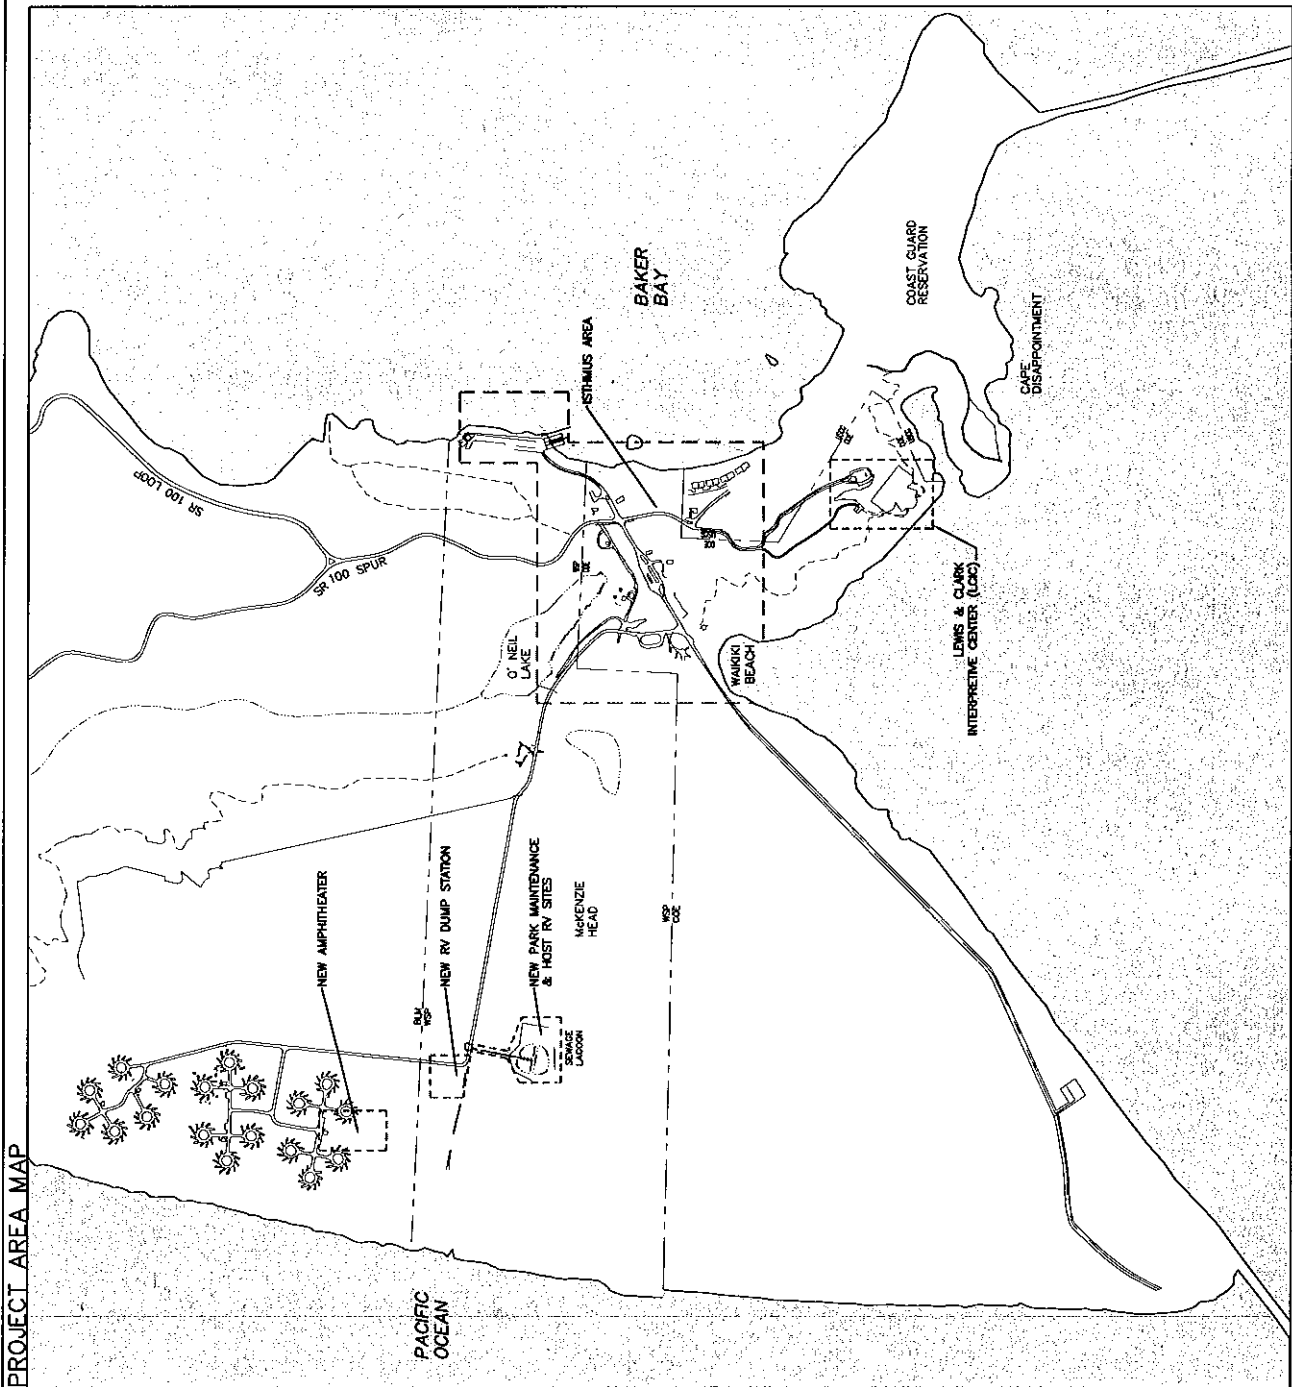 PROJECT AREA MAP
BAKER
BAY
COAST GUARD
RESERVATION
CAPE
DISAPPOINTMENT
ISTHMUS AREA
SR 100 LOOP
SR 100 SPUR
O' NEIL
LAKE
WAIKIKI
BEACH
LEWIS & CLARK
INTERPRETIVE CENTER (LCIC)
NEW AMPHITHEATER
NEW RV DUMP STATION
NEW PARK MAINTENANCE
& HOST RV SITES
McKENZIE
HEAD
WSP
COE
BLM
WSP
SEWAGE
LAGOON
PACIFIC
OCEAN